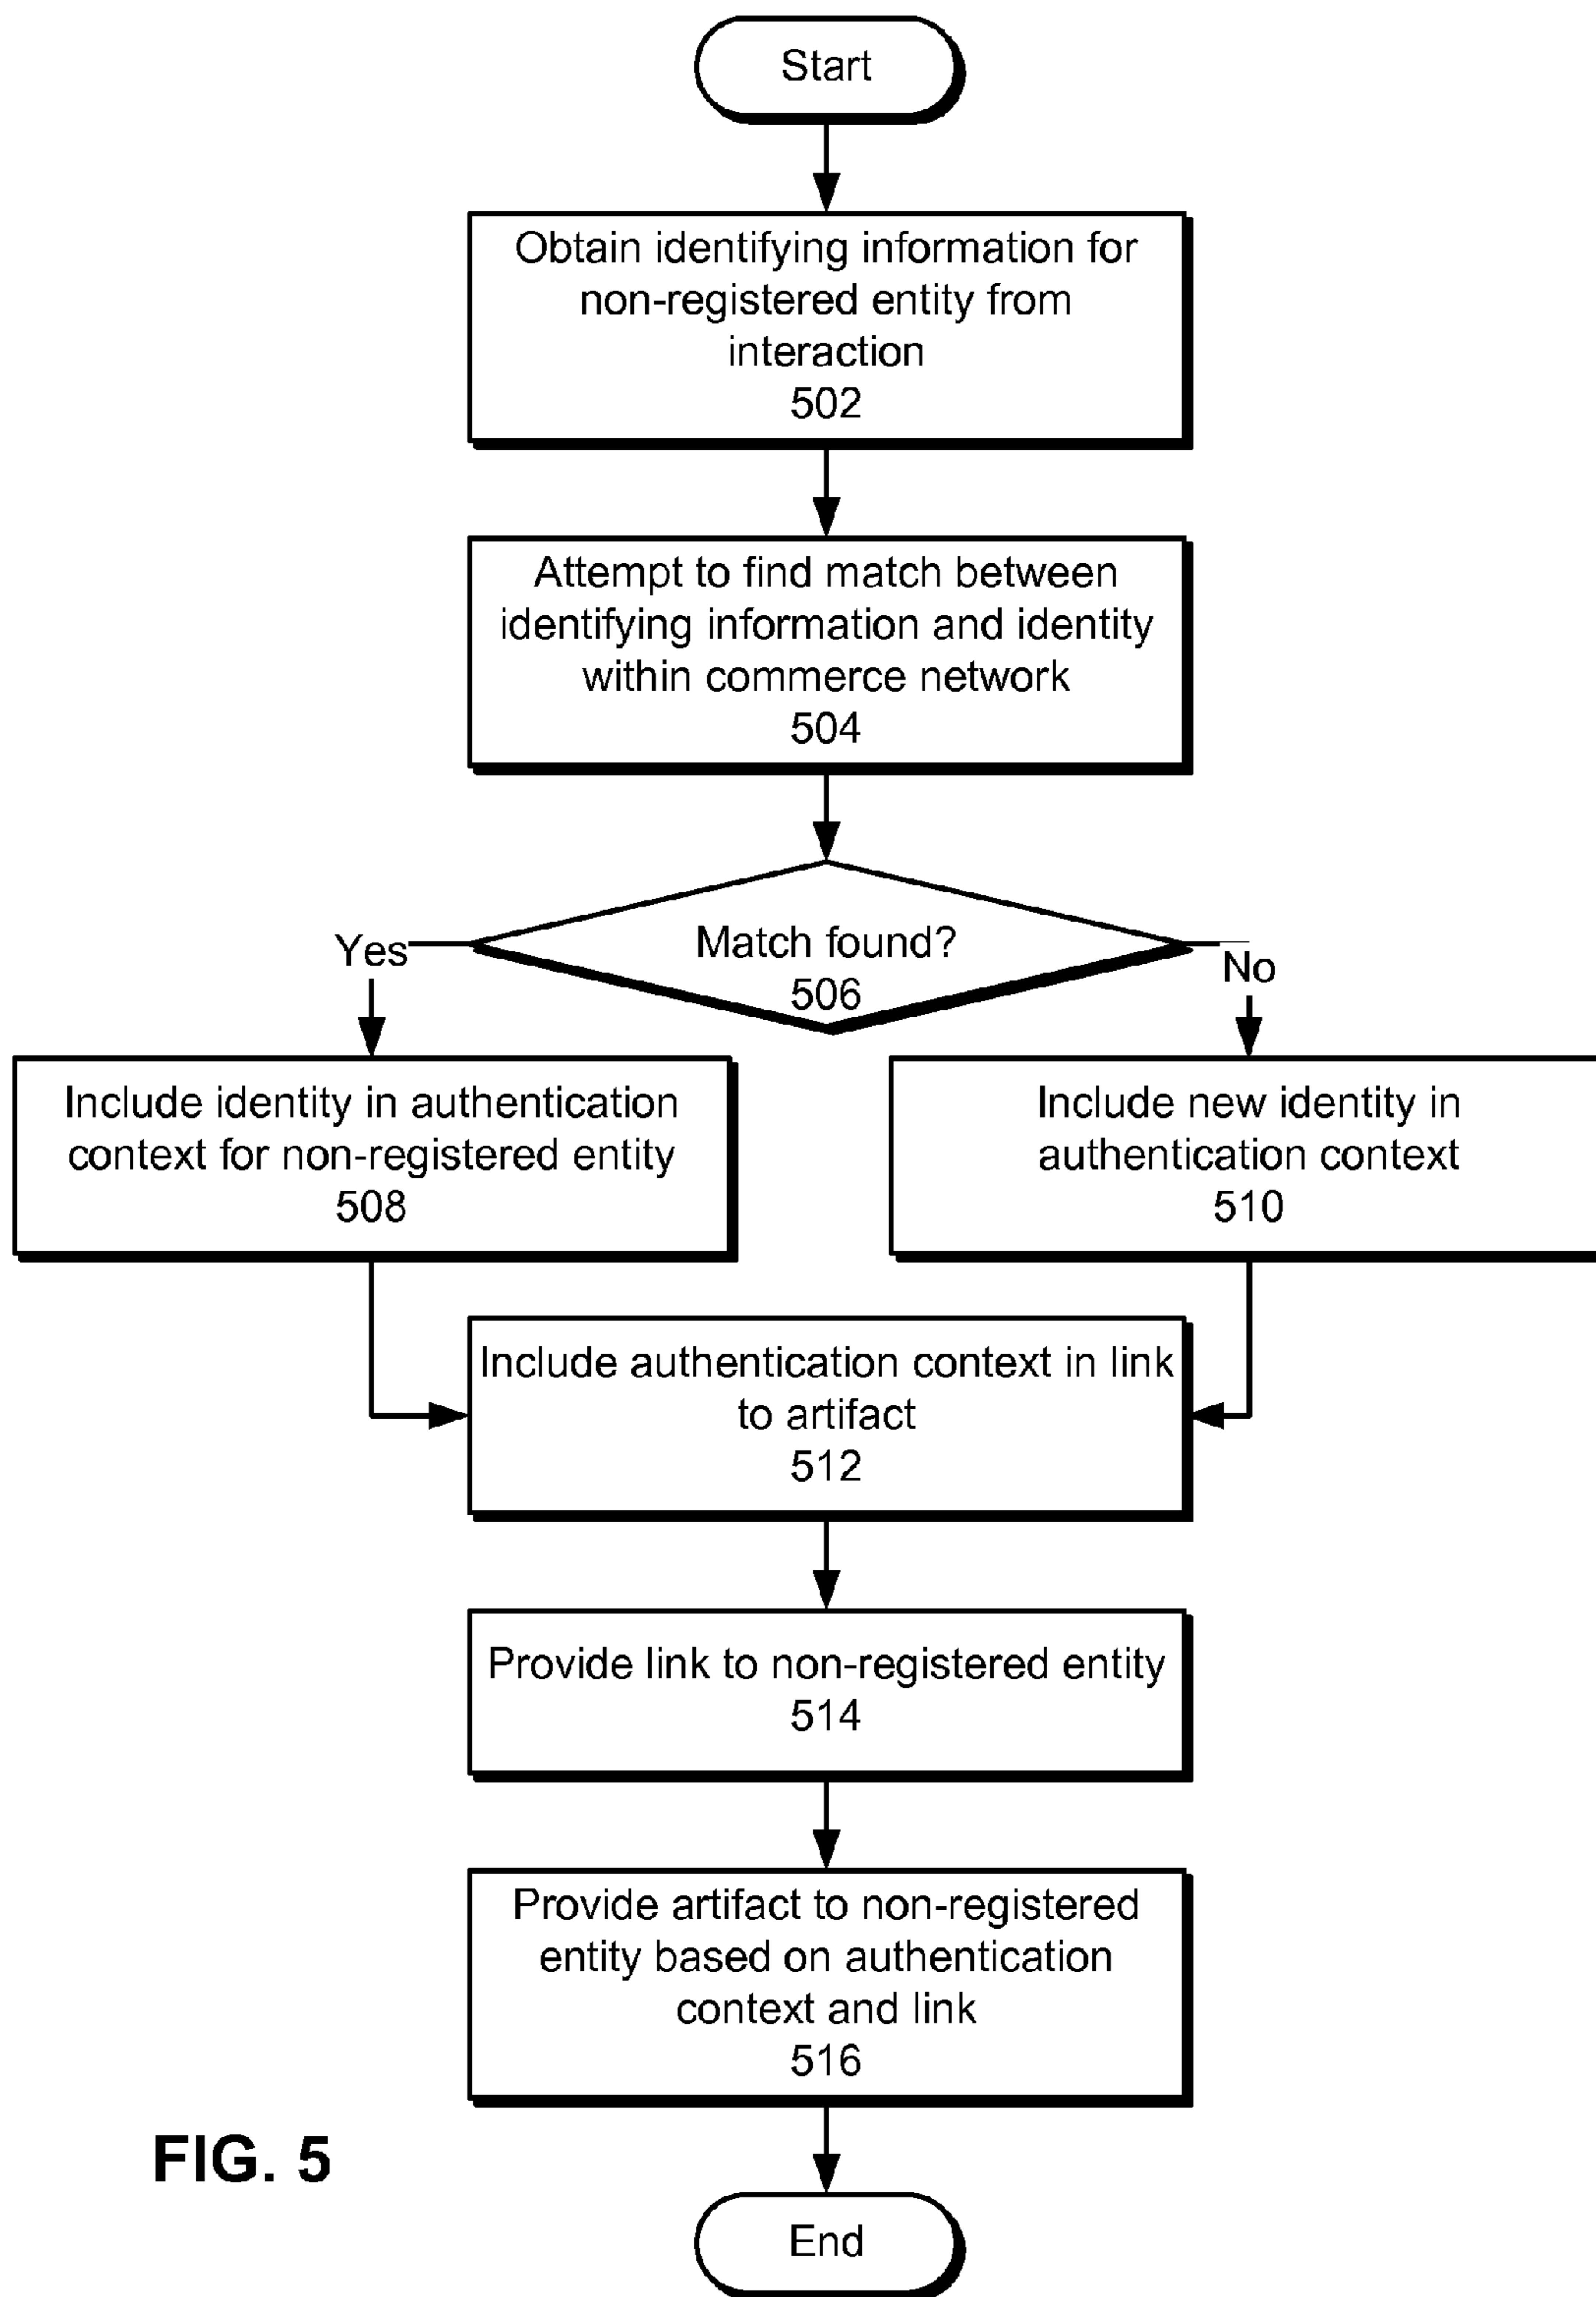 Start
Obtain identifying information for
non-registered entity from
interaction
502
Attempt to find match between
identifying information and identity
within commerce network
504
Match found?
506
Yes
No
Include identity in authentication
context for non-registered entity
508
Include new identity in
authentication context
510
Include authentication context in link
to artifact
512
Provide link to non-registered entity
514
Provide artifact to non-registered
entity based on authentication
context and link
516
FIG. 5
End